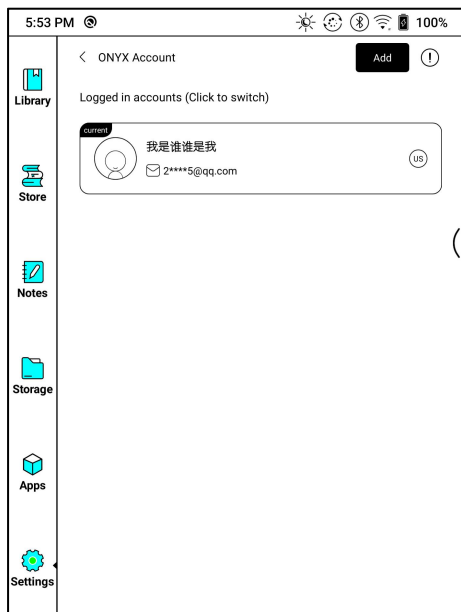 5:53 PM
100%
ONYX Account
Add
Logged in accounts (Click to switch)
current
我是谁谁是我
2****5@qq.com
US
Library
Store
Notes
Storage
Apps
Settings